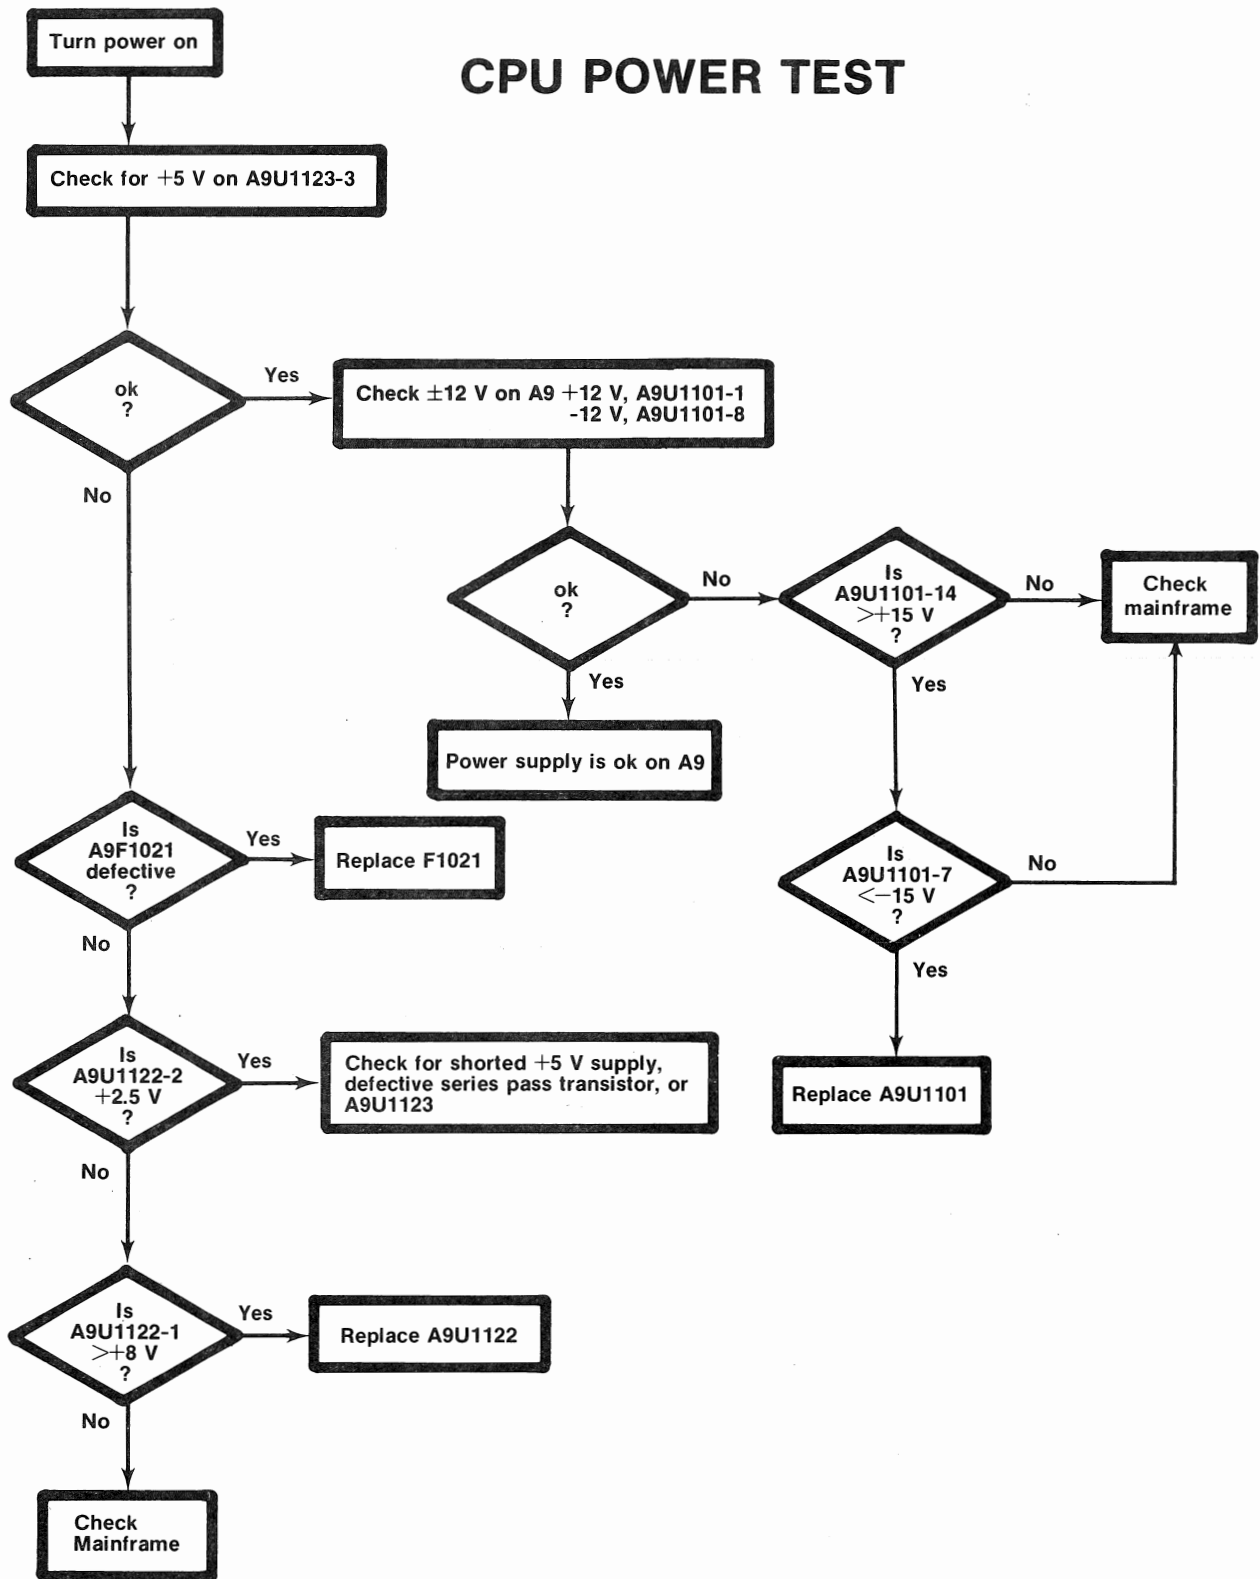 Turn power on
CPU POWER TEST
Check for +5 V on A9U1123-3
ok
?
Yes
No
Check ±12 V on A9 +12 V, A9U1101-1
-12 V, A9U1101-8
ok
?
No
Yes
Is
A9U1101-14
>+15 V
?
No
Yes
Check
mainframe
Power supply is ok on A9
Is
A9F1021
defective
?
Yes
No
Replace F1021
Is
A9U1101-7
<−15 V
?
No
Yes
Is
A9U1122-2
+2.5 V
?
Yes
No
Check for shorted +5 V supply,
defective series pass transistor, or
A9U1123
Replace A9U1101
Is
A9U1122-1
>+8 V
?
Yes
No
Replace A9U1122
Check
Mainframe